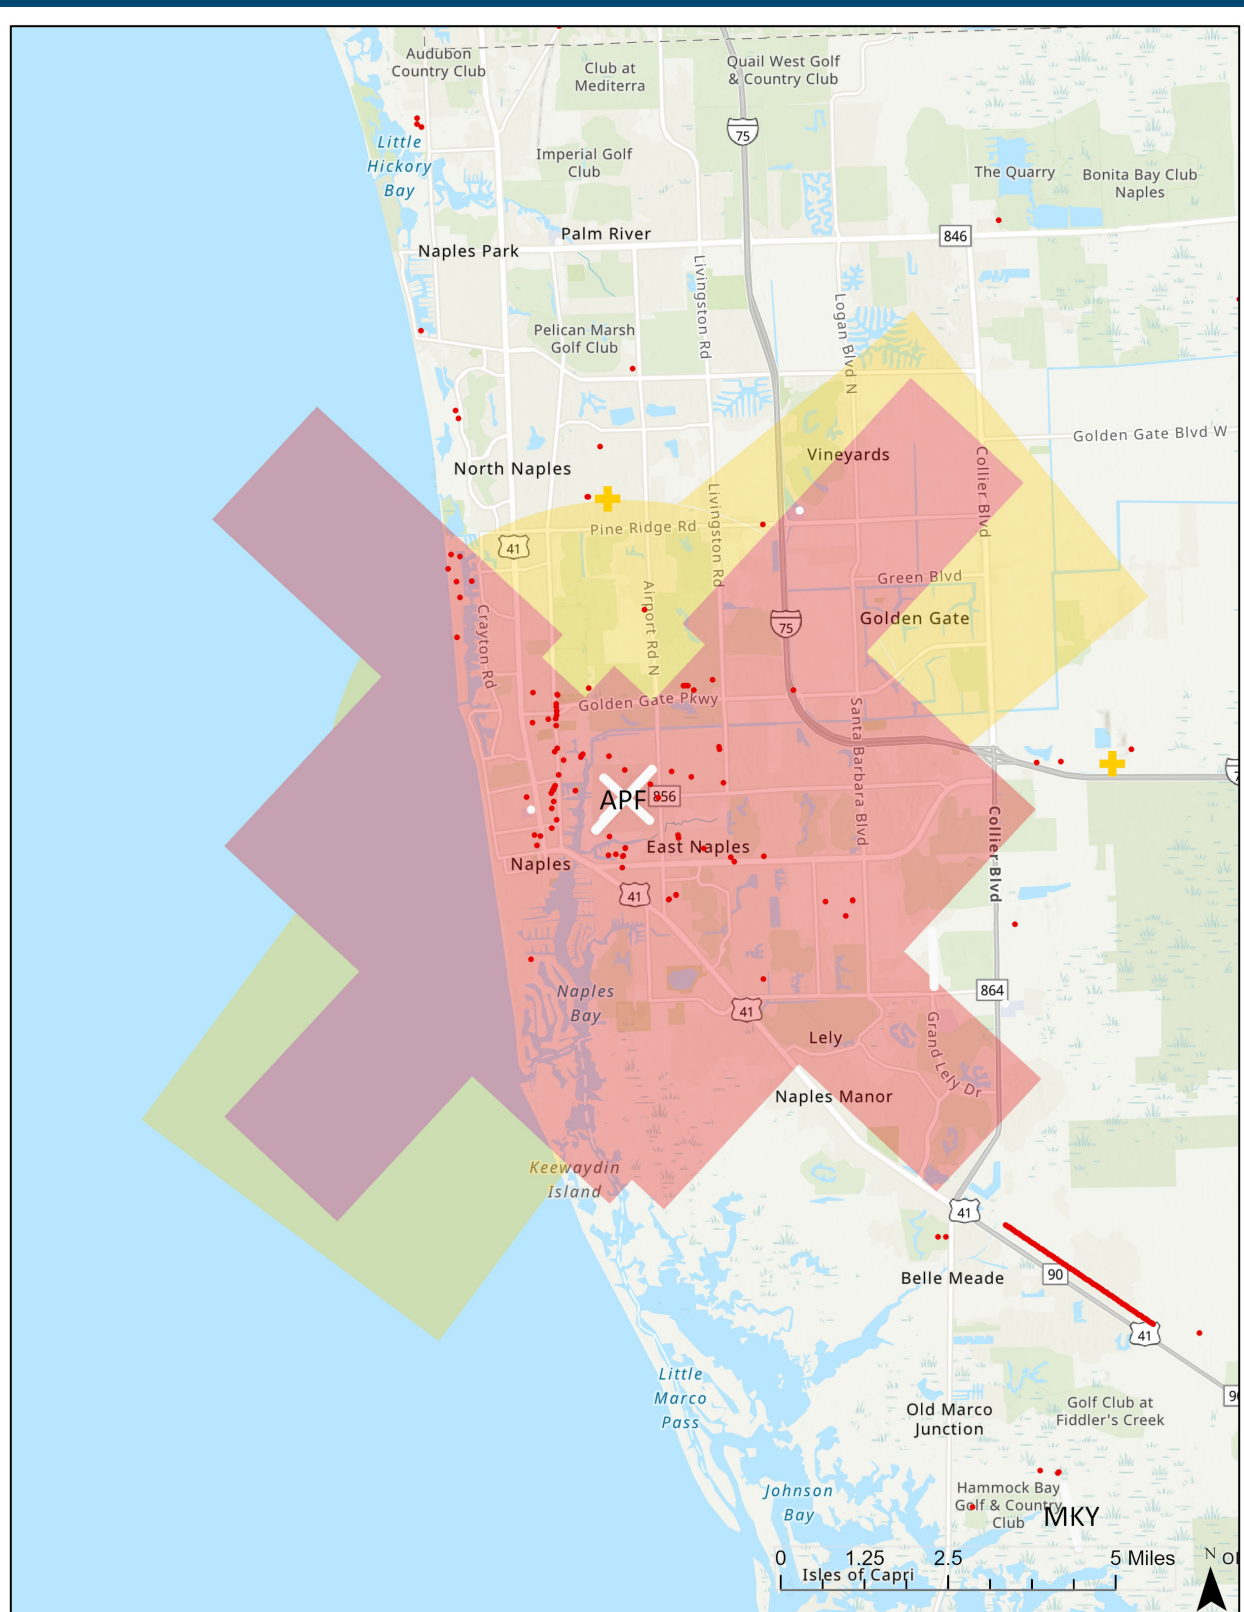 Audubon
Country Club
Club at
Mediterra
Quail West Golf
& Country Club
75
Little
Hickory
Bay
Imperial Golf
Club
The Quarry
Bonita Bay Club
Naples
Palm River
846
Naples Park
Livingston Rd
Logan Blvd N
Pelican Marsh
Golf Club
Golden Gate Blvd W
Vineyards
Collier Blvd
North Naples
Livingston Rd
Pine Ridge Rd
41
Green Blvd
Airport Rd N
Crayton Rd
75
Golden Gate
Golden Gate Pkwy
Santa Barbara Blvd
APF
856
East Naples
Naples
Collier Blvd
41
Naples
Bay
864
41
Grand Lely Dr
Lely
Naples Manor
Keewaydin
Island
41
90
Belle Meade
41
Little
Marco
Pass
Old Marco
Junction
Golf Club at
Fiddler's Creek
Johnson
Bay
Hammock Bay
Golf & Country
Club
MKY
0 1.25 2.5 5 Miles
N
Isles of Capri